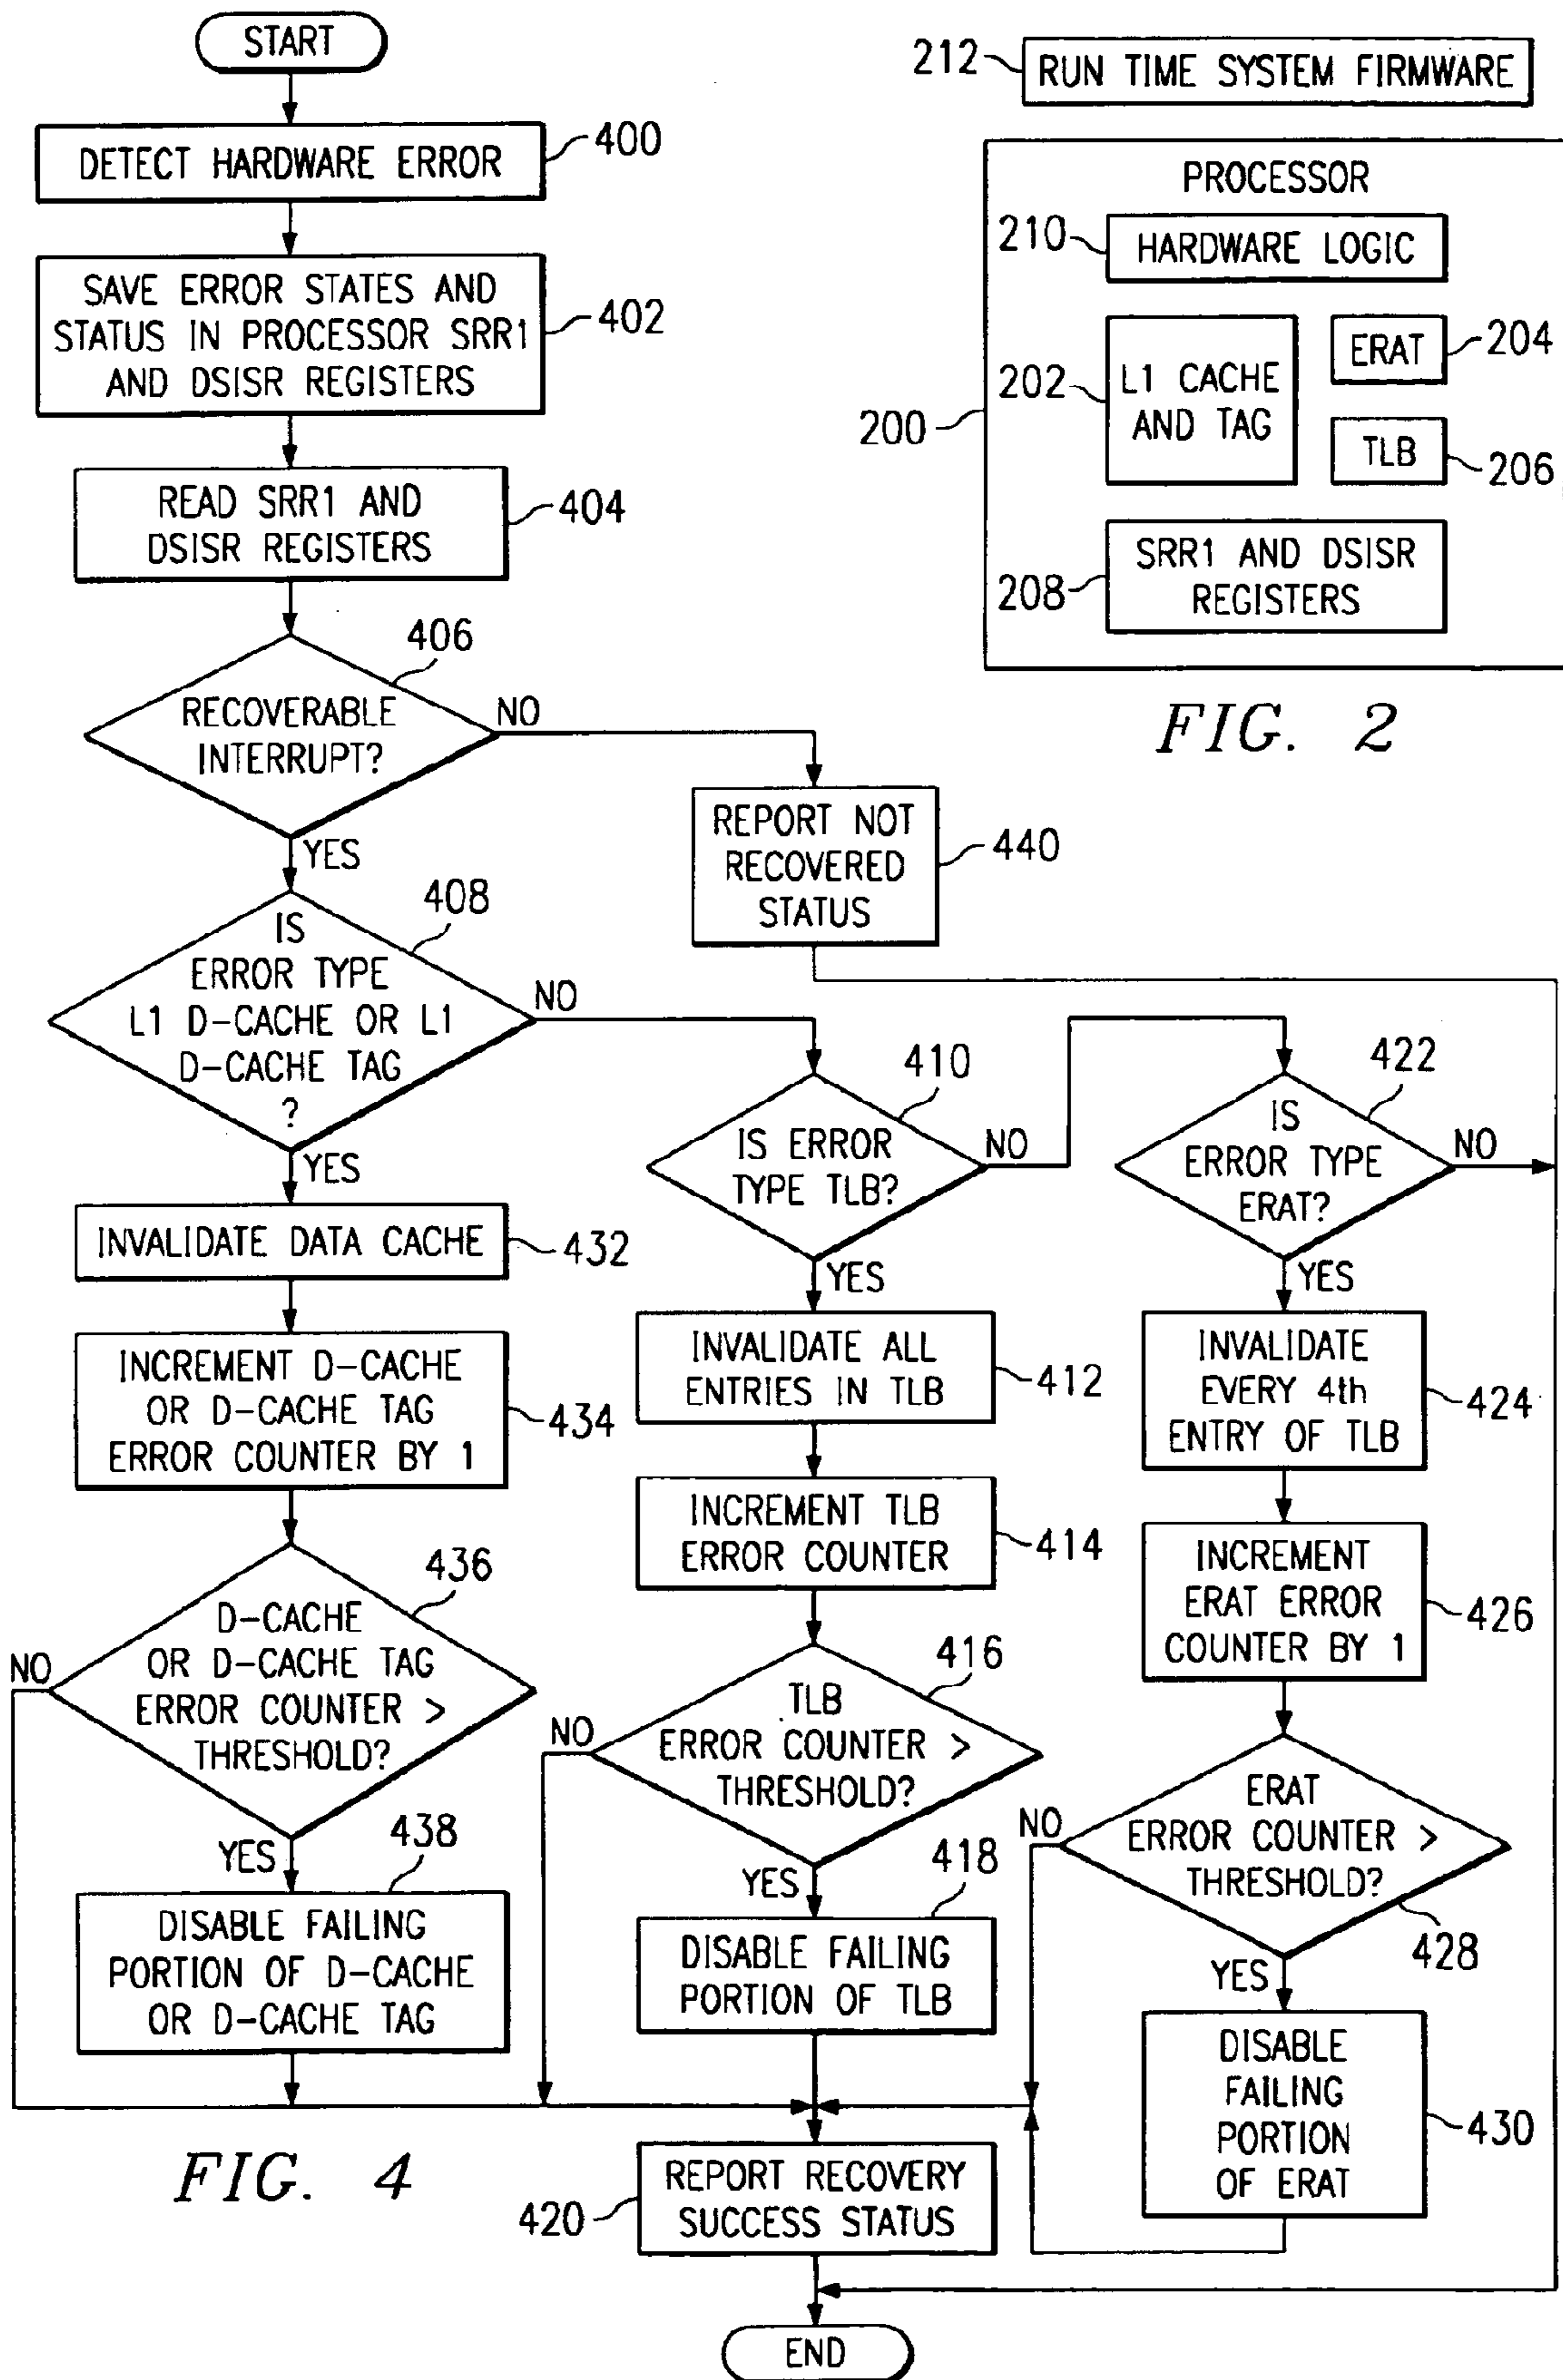 START
DETECT HARDWARE ERROR
400
SAVE ERROR STATES AND
STATUS IN PROCESSOR SRR1
AND DSISR REGISTERS
402
READ SRR1 AND
DSISR REGISTERS
404
406
RECOVERABLE
INTERRUPT?
NO
YES
REPORT NOT
RECOVERED
STATUS
440
408
IS
ERROR TYPE
L1 D-CACHE OR L1
D-CACHE TAG
?
NO
YES
INVALIDATE DATA CACHE
432
INCREMENT D-CACHE
OR D-CACHE TAG
ERROR COUNTER BY 1
434
436
D-CACHE
OR D-CACHE TAG
ERROR COUNTER >
THRESHOLD?
NO
YES
438
DISABLE FAILING
PORTION OF D-CACHE
OR D-CACHE TAG
410
IS ERROR
TYPE TLB?
NO
YES
INVALIDATE ALL
ENTRIES IN TLB
412
INCREMENT TLB
ERROR COUNTER
414
416
TLB
ERROR COUNTER >
THRESHOLD?
NO
YES
418
DISABLE FAILING
PORTION OF TLB
422
IS
ERROR TYPE
ERAT?
NO
YES
INVALIDATE
EVERY 4th
ENTRY OF TLB
424
INCREMENT
ERAT ERROR
COUNTER BY 1
426
ERAT
ERROR COUNTER >
THRESHOLD?
NO
428
YES
DISABLE
FAILING
PORTION
OF ERAT
430
REPORT RECOVERY
SUCCESS STATUS
420
END
FIG. 4
212
RUN TIME SYSTEM FIRMWARE
PROCESSOR
200
210
HARDWARE LOGIC
202
L1 CACHE
AND TAG
ERAT
204
TLB
206
208
SRR1 AND DSISR
REGISTERS
FIG. 2